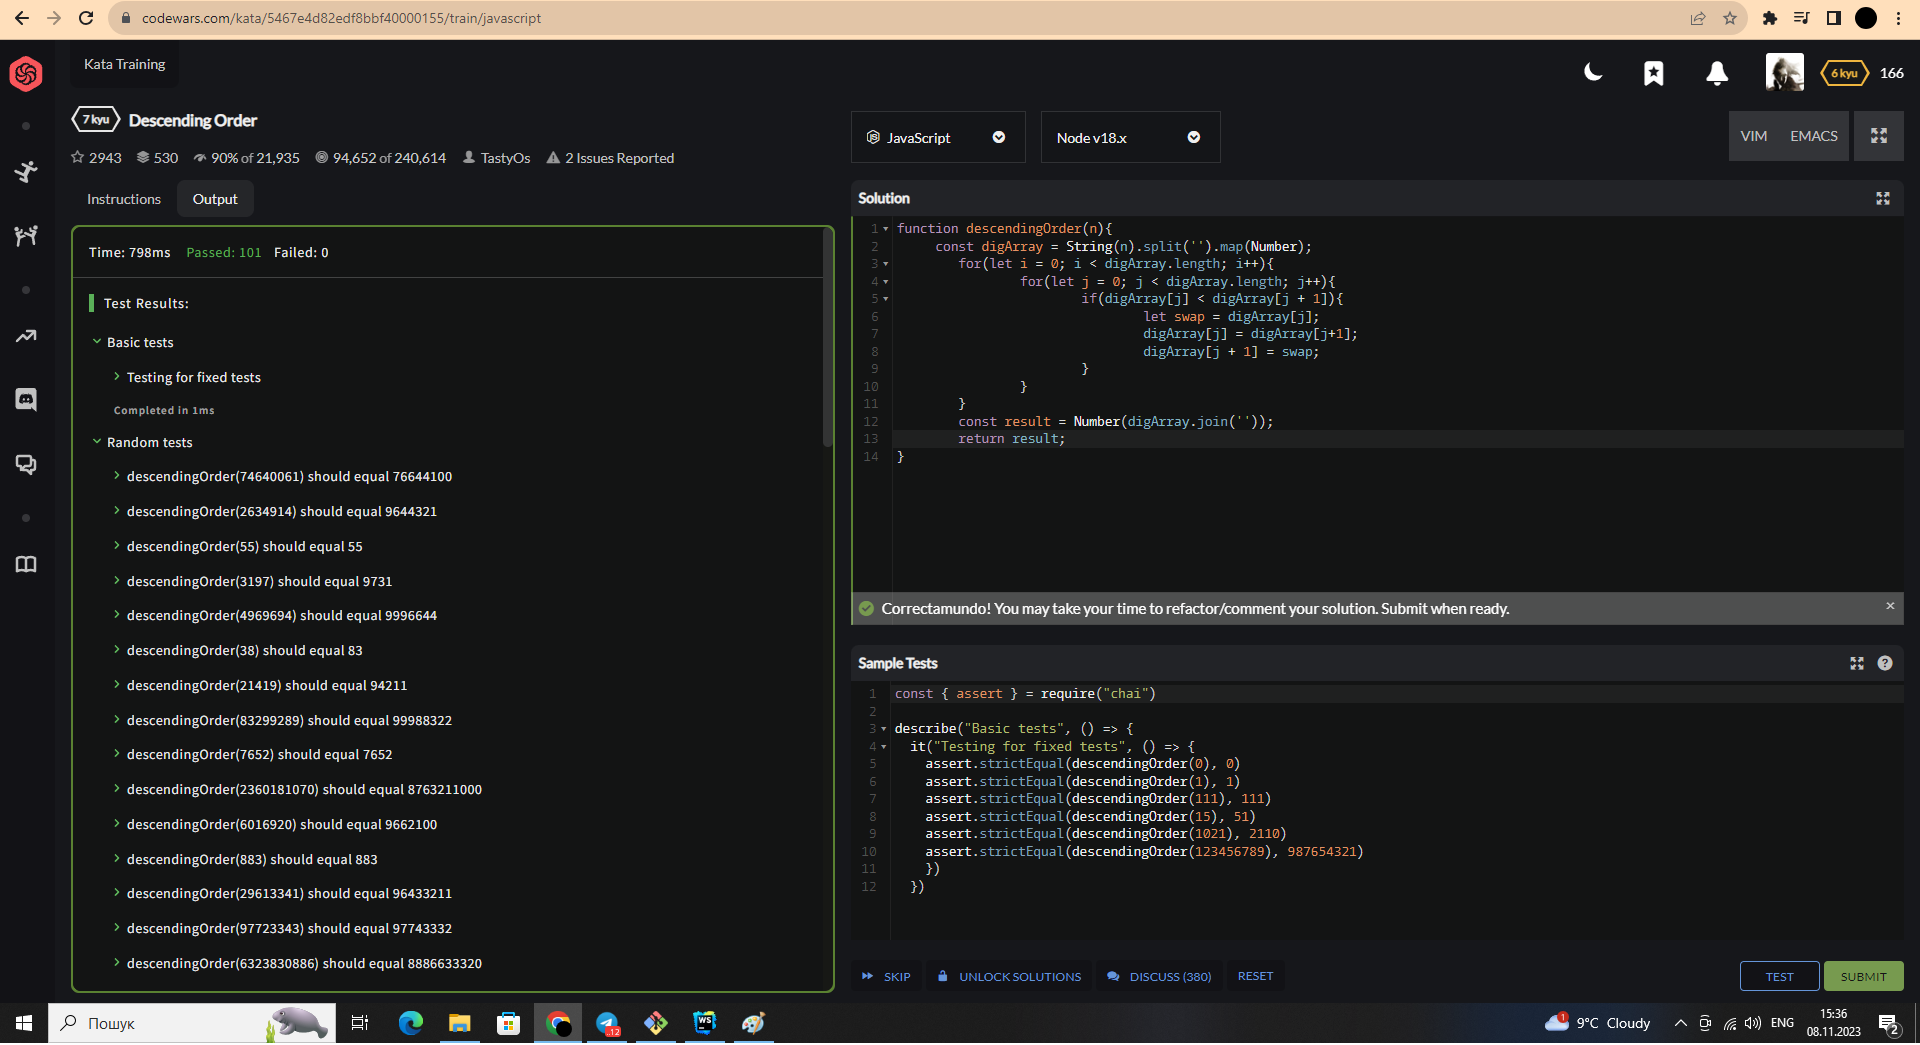 codewars.com/kata/5467e4d82edf8bbf40000155/train/javascript
Kata Training
6 kyu 166
7 kyu Descending Order
2943 530 90% of 21,935 94,652 of 240,614 TastyOs 2 Issues Reported
Instructions Output
Time: 798ms Passed: 101 Failed: 0
Test Results:
Basic tests
Testing for fixed tests
Completed in 1ms
Random tests
descendingOrder(74640061) should equal 76644100
descendingOrder(2634914) should equal 9644321
descendingOrder(55) should equal 55
descendingOrder(3197) should equal 9731
descendingOrder(4969694) should equal 9996644
descendingOrder(38) should equal 83
descendingOrder(21419) should equal 94211
descendingOrder(83299289) should equal 99988322
descendingOrder(7652) should equal 7652
descendingOrder(2360181070) should equal 8763211000
descendingOrder(6016920) should equal 9662100
descendingOrder(883) should equal 883
descendingOrder(29613341) should equal 96433211
descendingOrder(97723343) should equal 97743332
descendingOrder(6323830886) should equal 8886633320
JavaScript Node v18.x VIM EMACS
Solution
1 function descendingOrder(n){
2 const digArray = String(n).split('').map(Number);
3 for(let i = 0; i < digArray.length; i++){
4 for(let j = 0; j < digArray.length; j++){
5 if(digArray[j] < digArray[j + 1]){
6 let swap = digArray[j];
7 digArray[j] = digArray[j+1];
8 digArray[j + 1] = swap;
9 }
10 }
11 }
12 const result = Number(digArray.join(''));
13 return result;
14 }
Correctamundo! You may take your time to refactor/comment your solution. Submit when ready. ×
Sample Tests
1 const { assert } = require("chai")
2
3 describe("Basic tests", () => {
4 it("Testing for fixed tests", () => {
5 assert.strictEqual(descendingOrder(0), 0)
6 assert.strictEqual(descendingOrder(1), 1)
7 assert.strictEqual(descendingOrder(111), 111)
8 assert.strictEqual(descendingOrder(15), 51)
9 assert.strictEqual(descendingOrder(1021), 2110)
10 assert.strictEqual(descendingOrder(123456789), 987654321)
11 })
12 })
SKIP UNLOCK SOLUTIONS DISCUSS (380) RESET TEST SUBMIT
Пошук 12 WS 1 9°C Cloudy ENG 15:36
08.11.2023 2